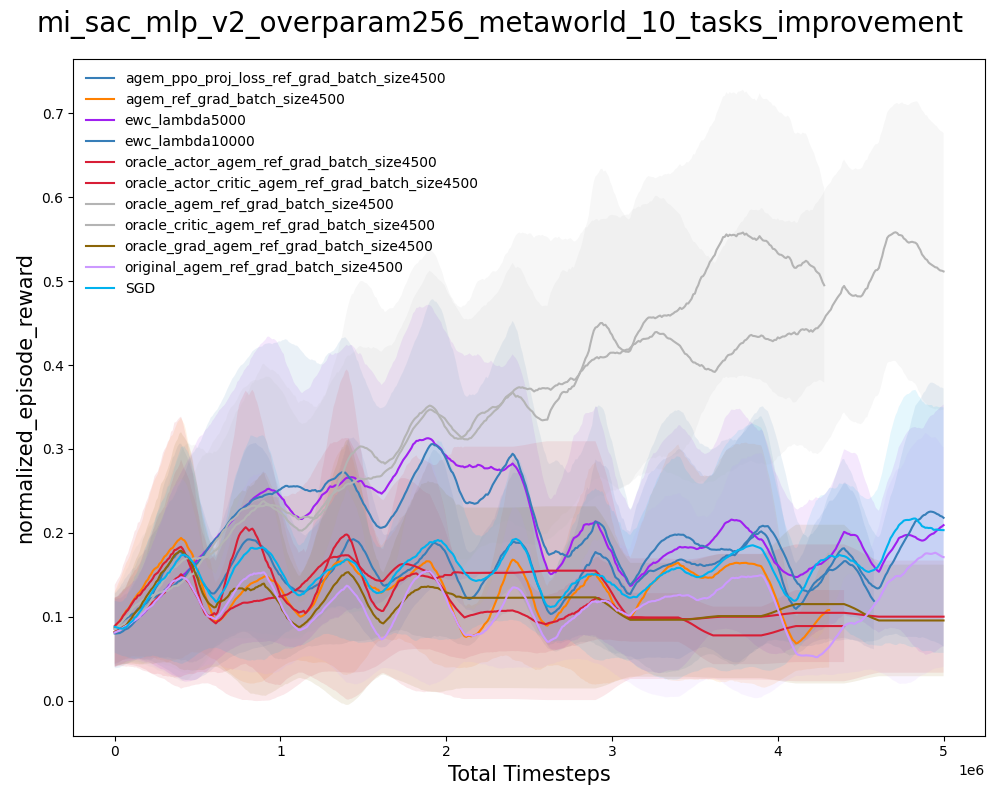 mi_sac_mlp_v2_overparam256_metaworld_10_tasks_improvement
agem_ppo_proj_loss_ref_grad_batch_size4500
agem_ref_grad_batch_size4500
ewc_lambda5000
ewc_lambda10000
oracle_actor_agem_ref_grad_batch_size4500
oracle_actor_critic_agem_ref_grad_batch_size4500
oracle_agem_ref_grad_batch_size4500
oracle_critic_agem_ref_grad_batch_size4500
oracle_grad_agem_ref_grad_batch_size4500
original_agem_ref_grad_batch_size4500
SGD
normalized_episode_reward
0.7
0.6
0.5
0.4
0.3
0.2
0.1
0.0
0 1 2 3 4 5
1e6
Total Timesteps